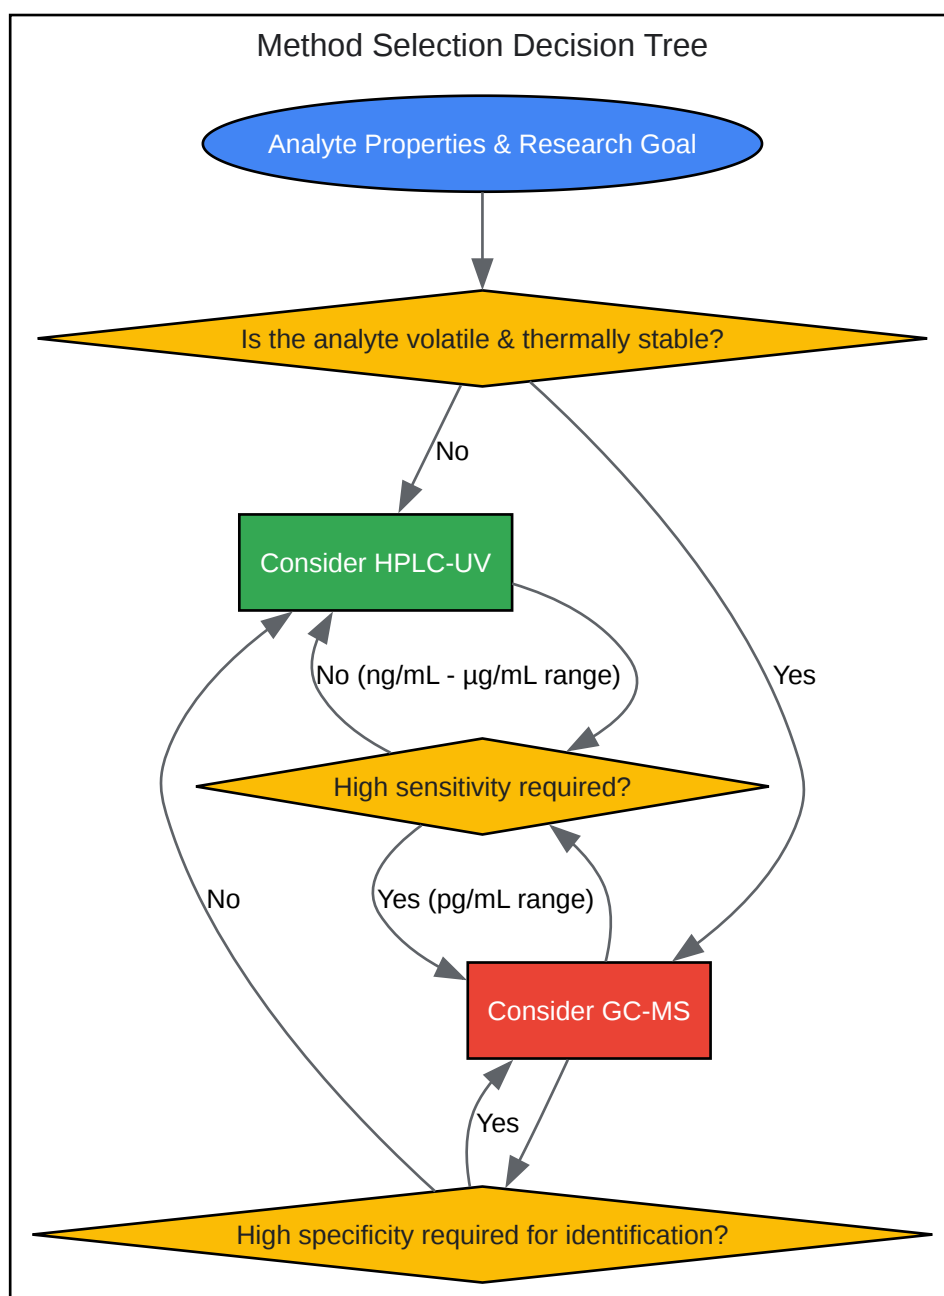 Method Selection Decision Tree
Analyte Properties & Research Goal
Is the analyte volatile & thermally stable?
No
Consider HPLC-UV
No (ng/mL - µg/mL range)
Yes
High sensitivity required?
No
Yes (pg/mL range)
Consider GC-MS
Yes
High specificity required for identification?